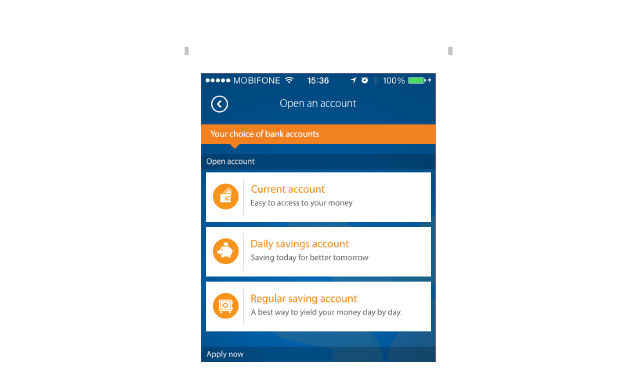 MOBIFONE 15:36 100%
Open an account
Your choice of bank accounts
Open account
Current account
Easy to access to your money
Daily savings account
Saving today for better tomorrow
Regular saving account
A best way to yield your money day by day.
Apply now